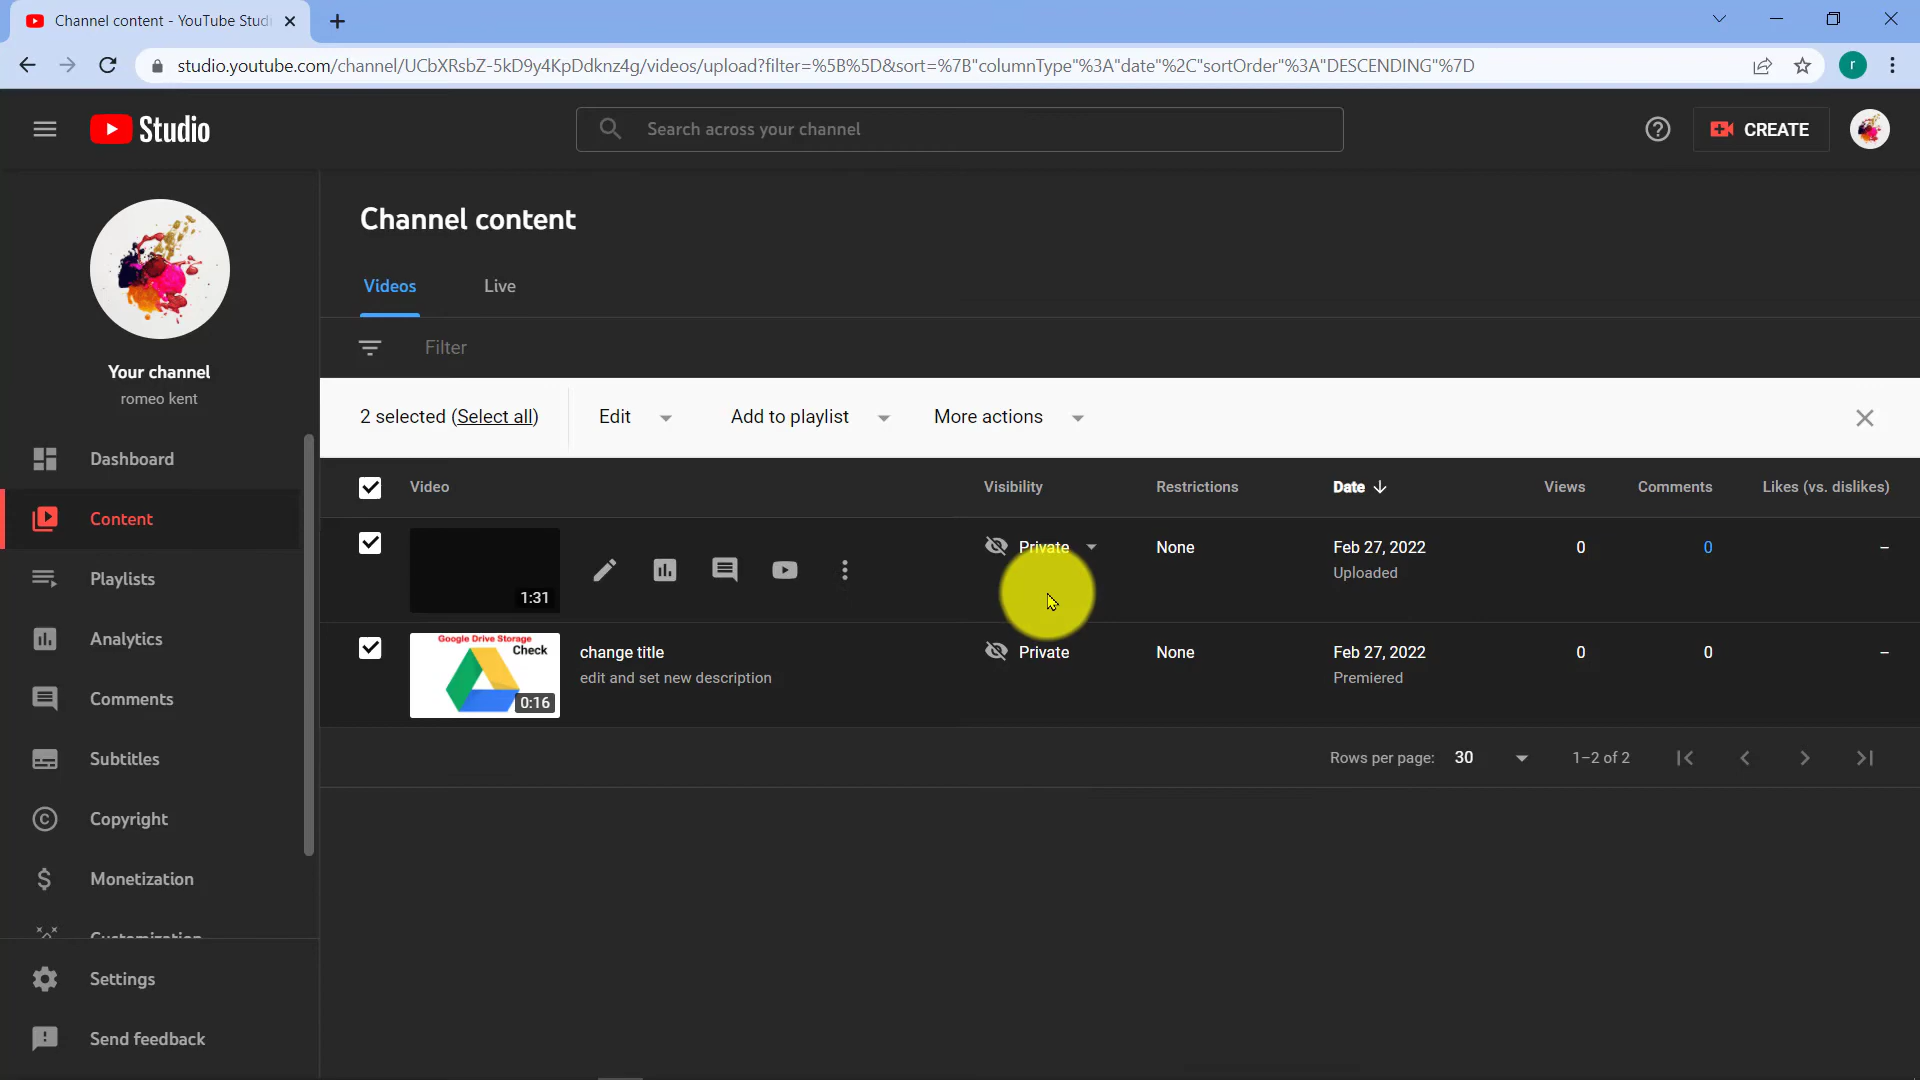 Channel content - YouTube Stud
studio.youtube.com/channel/UCbXRsbZ-5kD9y4KpDdknz4g/videos/upload?filter=%5B%5D&sort=%7B"columnType"%3A"date"%2C"sortOrder"%3A"DESCENDING"%7D
r
Studio
Search across your channel
CREATE
Your channel
romeo kent
Dashboard
Content
Playlists
Analytics
Comments
Subtitles
Copyright
Monetization
Customization
Settings
Send feedback
Channel content
Videos Live
Filter
2 selected (Select all) Edit Add to playlist More actions
Video Visibility Restrictions Date Views Comments Likes (vs. dislikes)
1:31 Private None Feb 27, 2022 0 0 –
Uploaded
Google Drive Storage
Check
0:16
change title Private None Feb 27, 2022 0 0 –
edit and set new description Premiered
Rows per page: 30 1–2 of 2